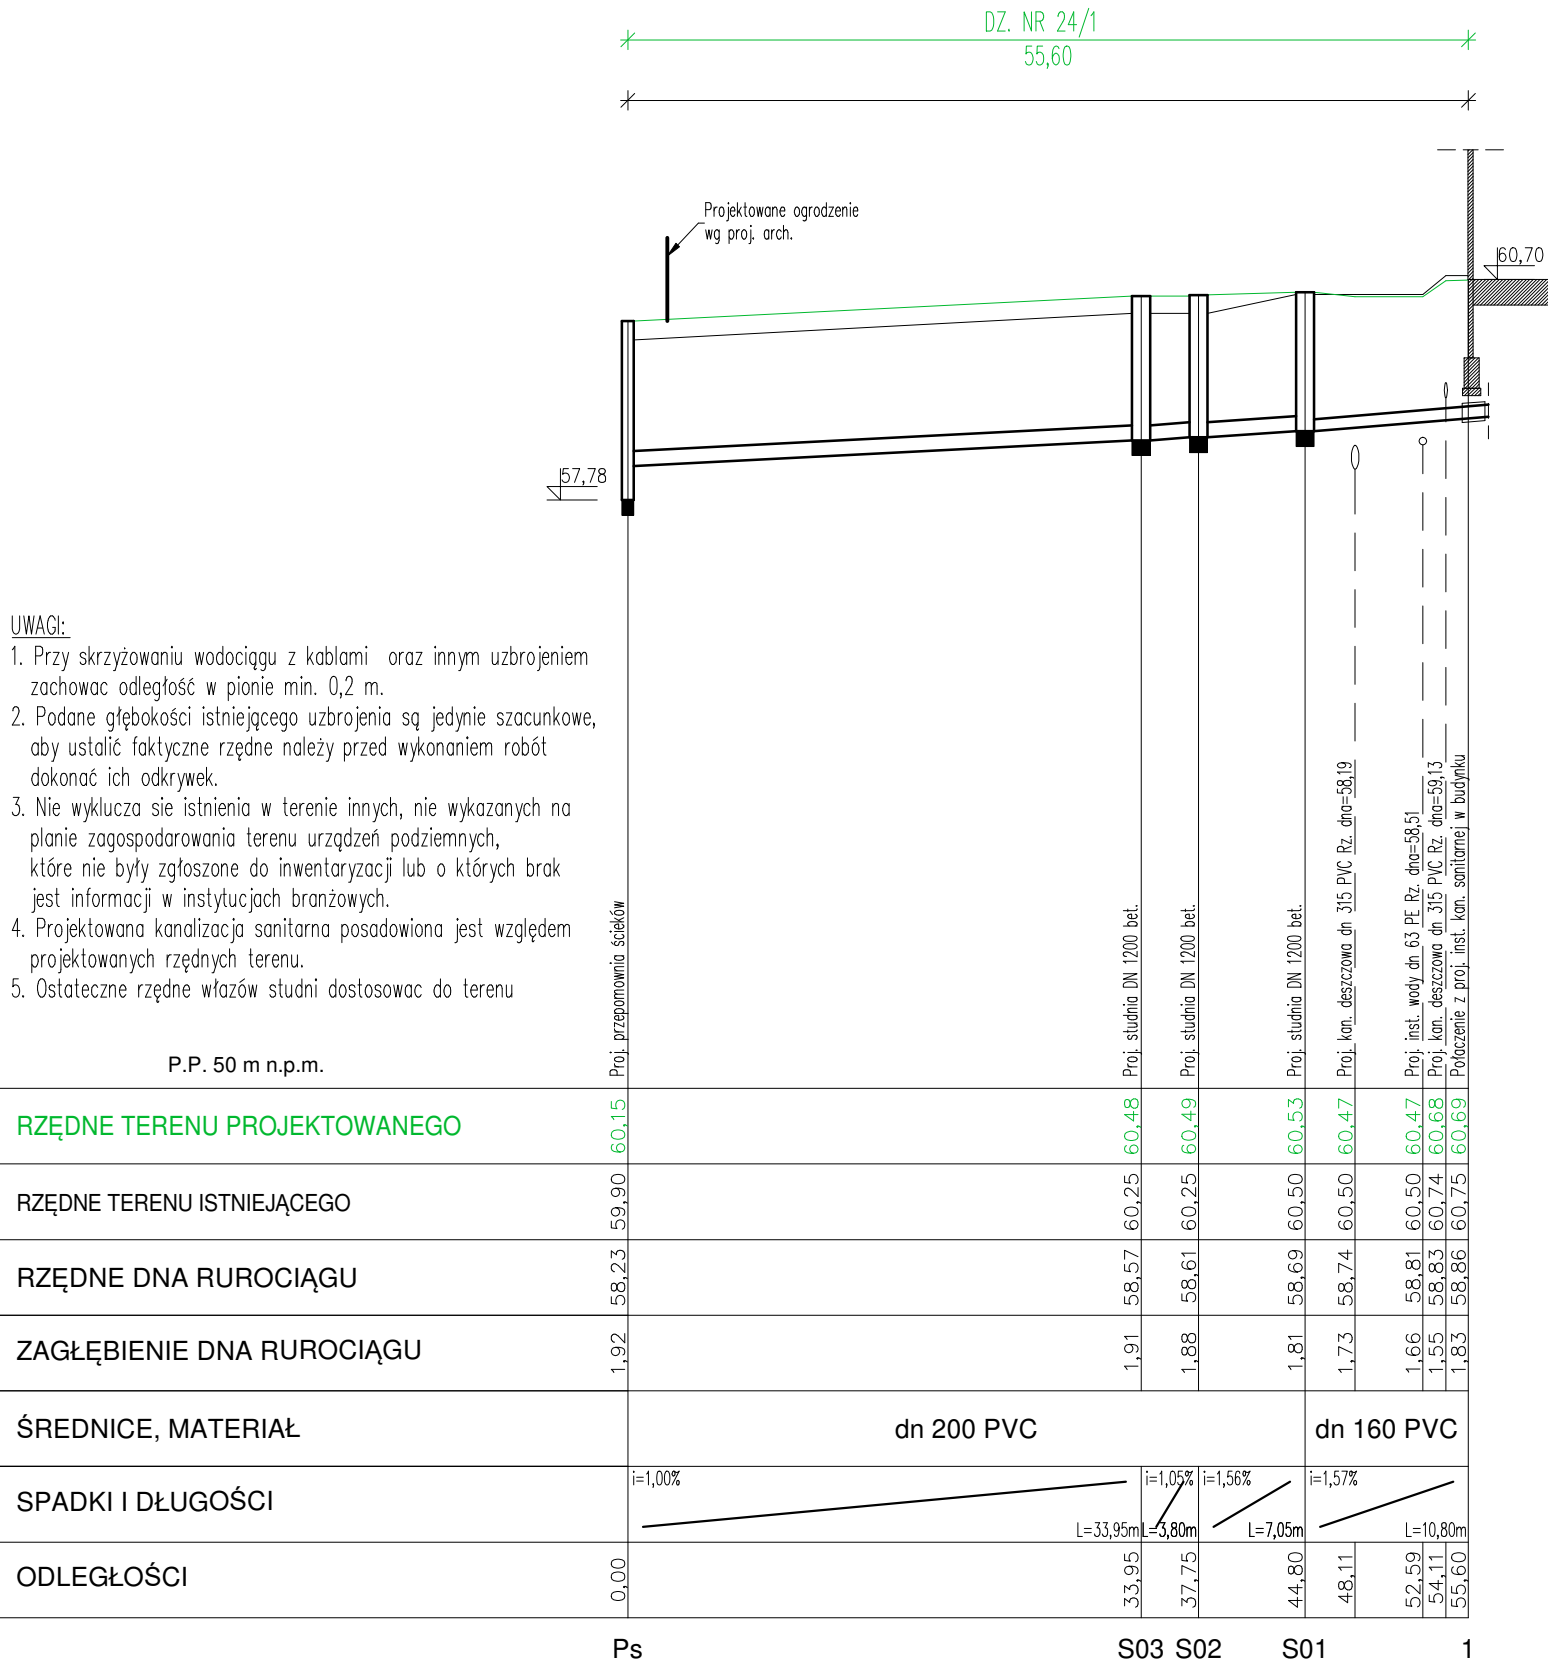 DZ. NR 24/1
55,60
Projektowane ogrodzenie
wg proj. arch.
60,70
57,78
UWAGI:
1. Przy skrzyżowaniu wodociągu z kablami oraz innym uzbrojeniem
zachowac odległość w pionie min. 0,2 m.
2. Podane głębokości istniejącego uzbrojenia są jedynie szacunkowe,
aby ustalić faktyczne rzędne należy przed wykonaniem robót
dokonać ich odkrywek.
3. Nie wyklucza sie istnienia w terenie innych, nie wykazanych na
planie zagospodarowania terenu urządzeń podziemnych,
które nie były zgłoszone do inwentaryzacji lub o których brak
jest informacji w instytucjach branżowych.
4. Projektowana kanalizacja sanitarna posadowiona jest względem
projektowanych rzędnych terenu.
5. Ostateczne rzędne włazów studni dostosowac do terenu
P.P. 50 m n.p.m.
Proj. przepompownia ścieków
Proj. studnia DN 1200 bet.
Proj. studnia DN 1200 bet.
Proj. studnia DN 1200 bet.
Proj. kan. deszczowa dn 315 PVC Rz. dna=58,19
Proj. inst. wody dn 63 PE Rz. dna=58,51
Proj. kan. deszczowa dn 315 PVC Rz. dna=59,13
Połaczenie z proj. inst. kan. sanitarnej w budynku
RZĘDNE TERENU PROJEKTOWANEGO 60,15 60,48 60,49 60,53 60,47 60,47 60,68 60,69
RZĘDNE TERENU ISTNIEJĄCEGO 59,90 60,25 60,25 60,50 60,50 60,50 60,74 60,75
RZĘDNE DNA RUROCIĄGU 58,23 58,57 58,61 58,69 58,74 58,81 58,83 58,86
ZAGŁĘBIENIE DNA RUROCIĄGU 1,92 1,91 1,88 1,81 1,73 1,66 1,55 1,83
ŚREDNICE, MATERIAŁ dn 200 PVC dn 160 PVC
SPADKI I DŁUGOŚCI
i=1,00% i=1,05% i=1,56% i=1,57%
L=33,95m L=3,80m L=7,05m L=10,80m
ODLEGŁOŚCI 0,00 33,95 37,75 44,80 48,11 52,59 54,11 55,60
Ps S03 S02 S01 1